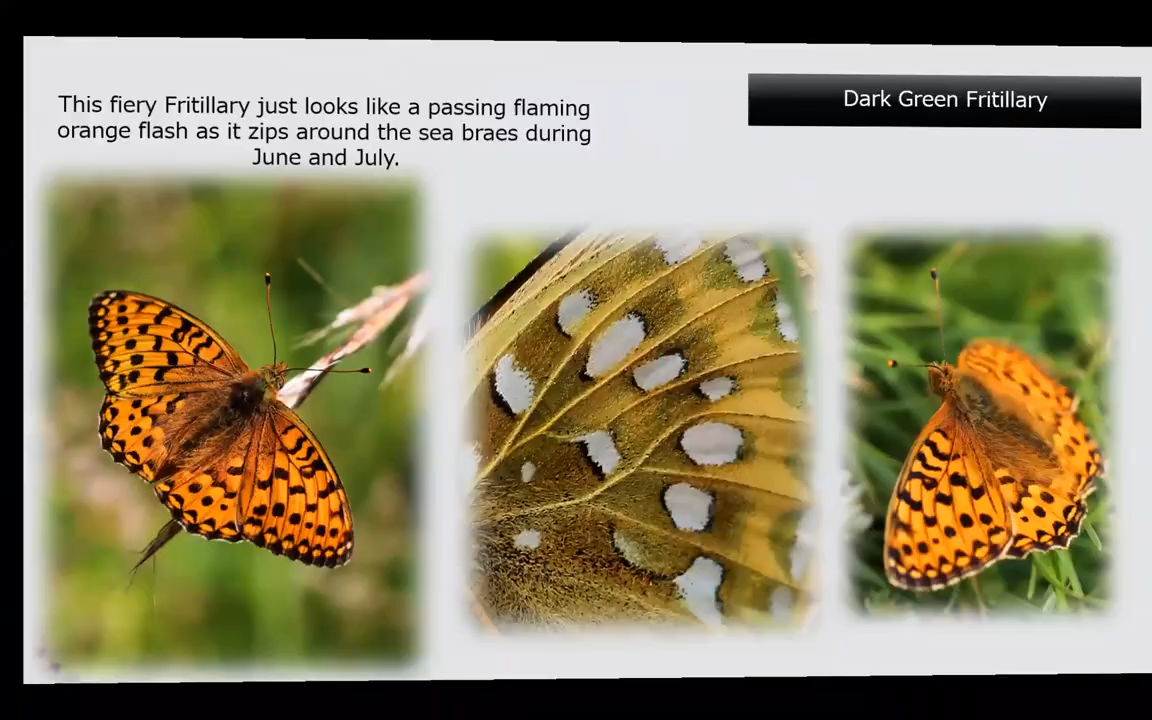 This fiery Fritillary just looks like a passing flaming
orange flash as it zips around the sea braes during
June and July.
Dark Green Fritillary